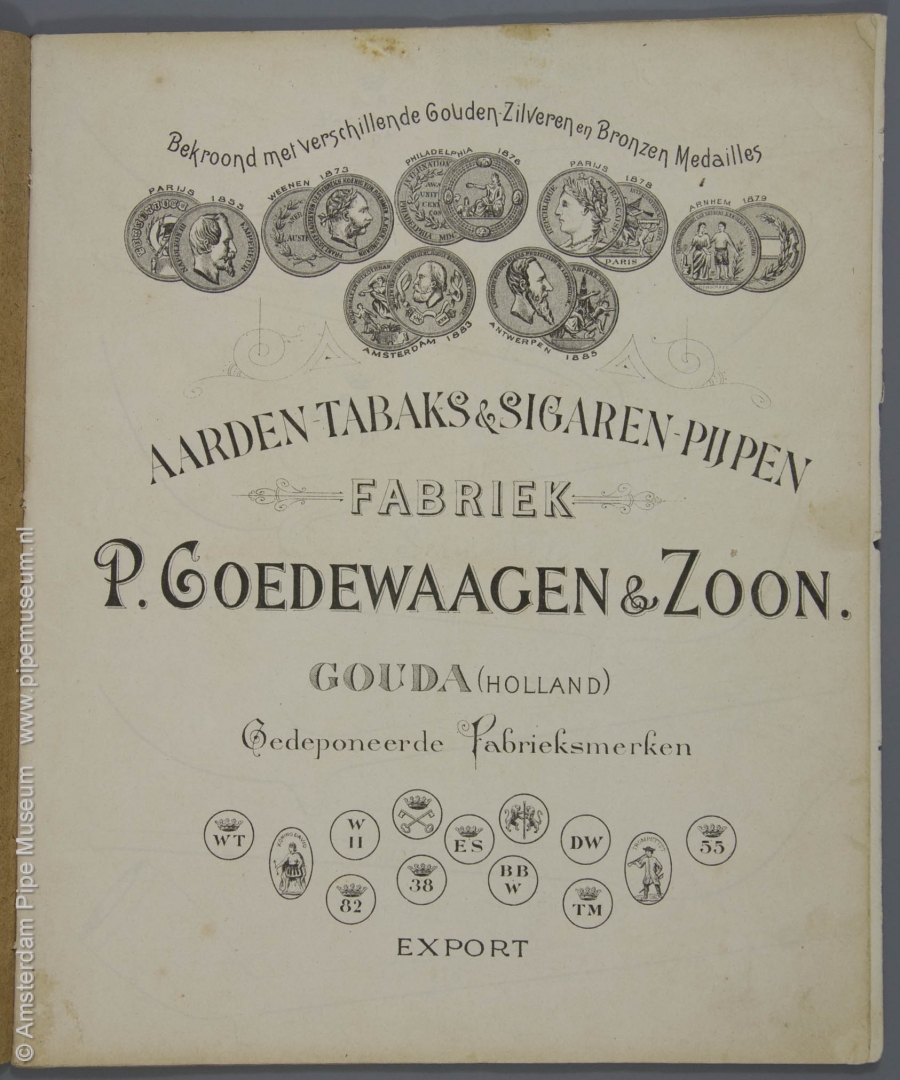 Bekroond met verschillende Gouden-Zilveren en Bronzen Medailles
PARIJS 1855
WEENEN 1873
PHILADELPHIA 1876
PARIJS 1878
ARNHEM 1879
PARIS
AMSTERDAM 1883
ANTWERPEN 1885
AARDEN-TABAKS & SIGAREN-PIJPEN
FABRIEK
P. GOEDEWAAGEN & ZOON.
GOUDA (HOLLAND)
Gedeponeerde Fabrieksmerken
WT
W
11
ES
DW
55
82
38
BB
W
TM
EXPORT
© Amsterdam Pipe Museum www.pipemuseum.nl